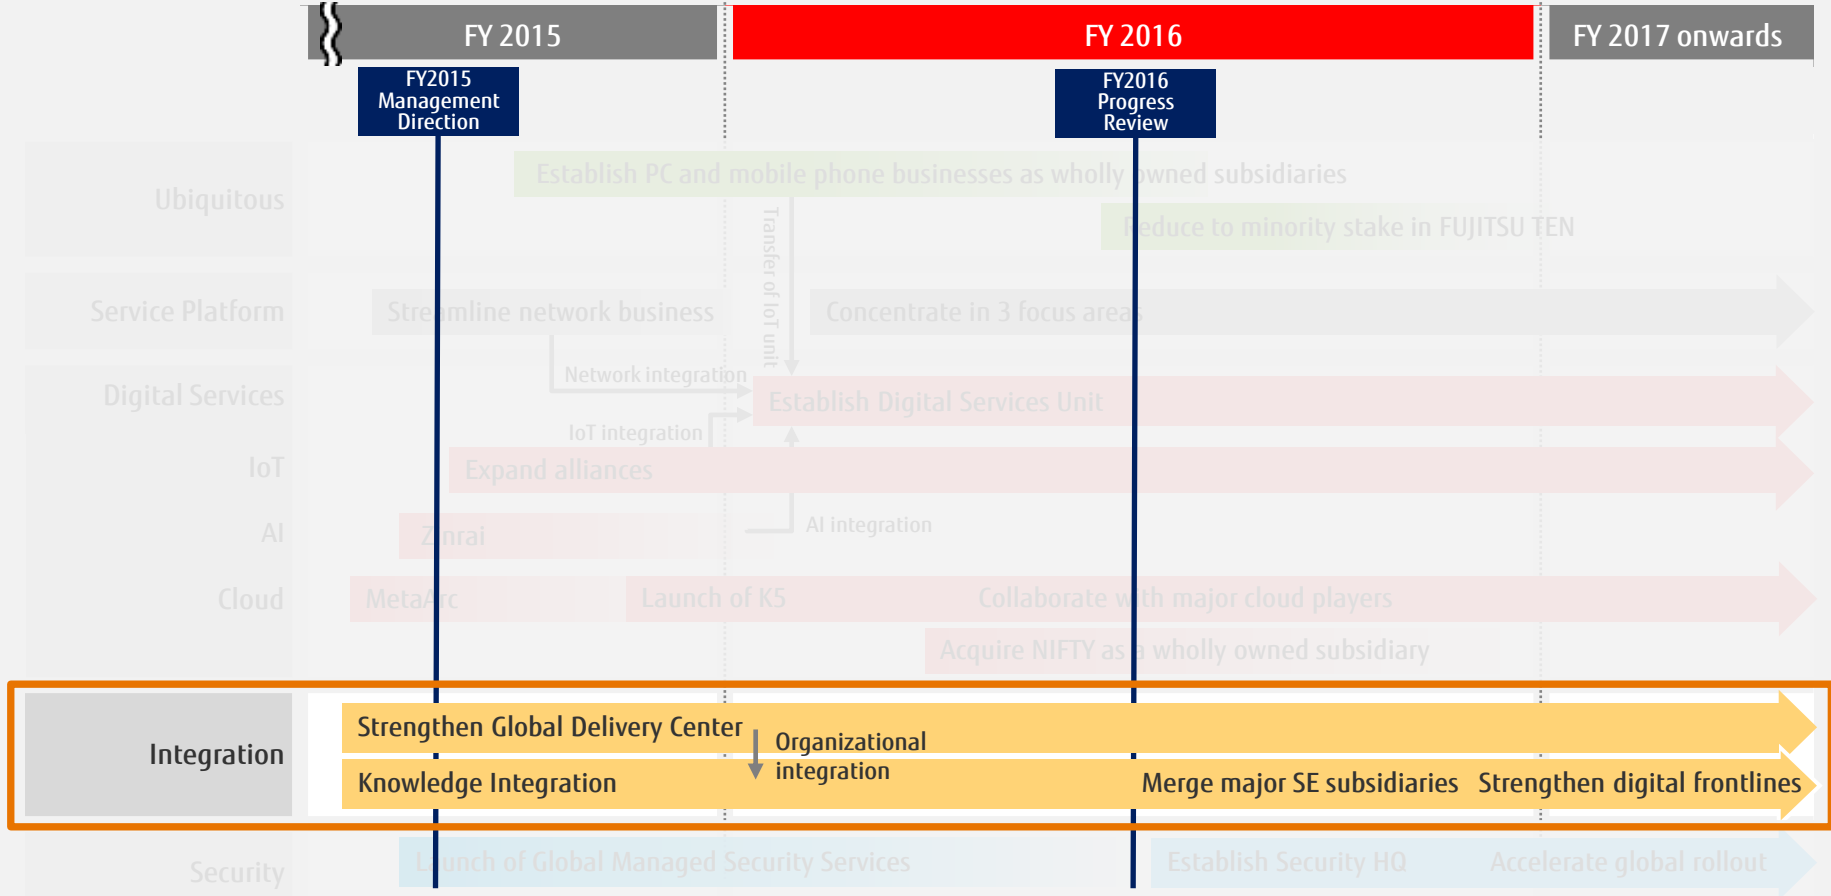 FY 2015
FY 2016
FY 2017 onwards
FY2015
Management
Direction
FY2016
Progress
Review
Ubiquitous
Establish PC and mobile phone businesses as wholly owned subsidiaries
Reduce to minority stake in FUJITSU TEN
Transfer of IoT unit
Service Platform
Streamline network business
Concentrate in 3 focus areas
Network integration
Digital Services
Establish Digital Services Unit
IoT integration
IoT
Expand alliances
AI
Zinrai
AI integration
Cloud
MetaArc
Launch of K5
Collaborate with major cloud players
Acquire NIFTY as a wholly owned subsidiary
Integration
Strengthen Global Delivery Center
Organizational
integration
Knowledge Integration
Merge major SE subsidiaries
Strengthen digital frontlines
Security
Launch of Global Managed Security Services
Establish Security HQ
Accelerate global rollout